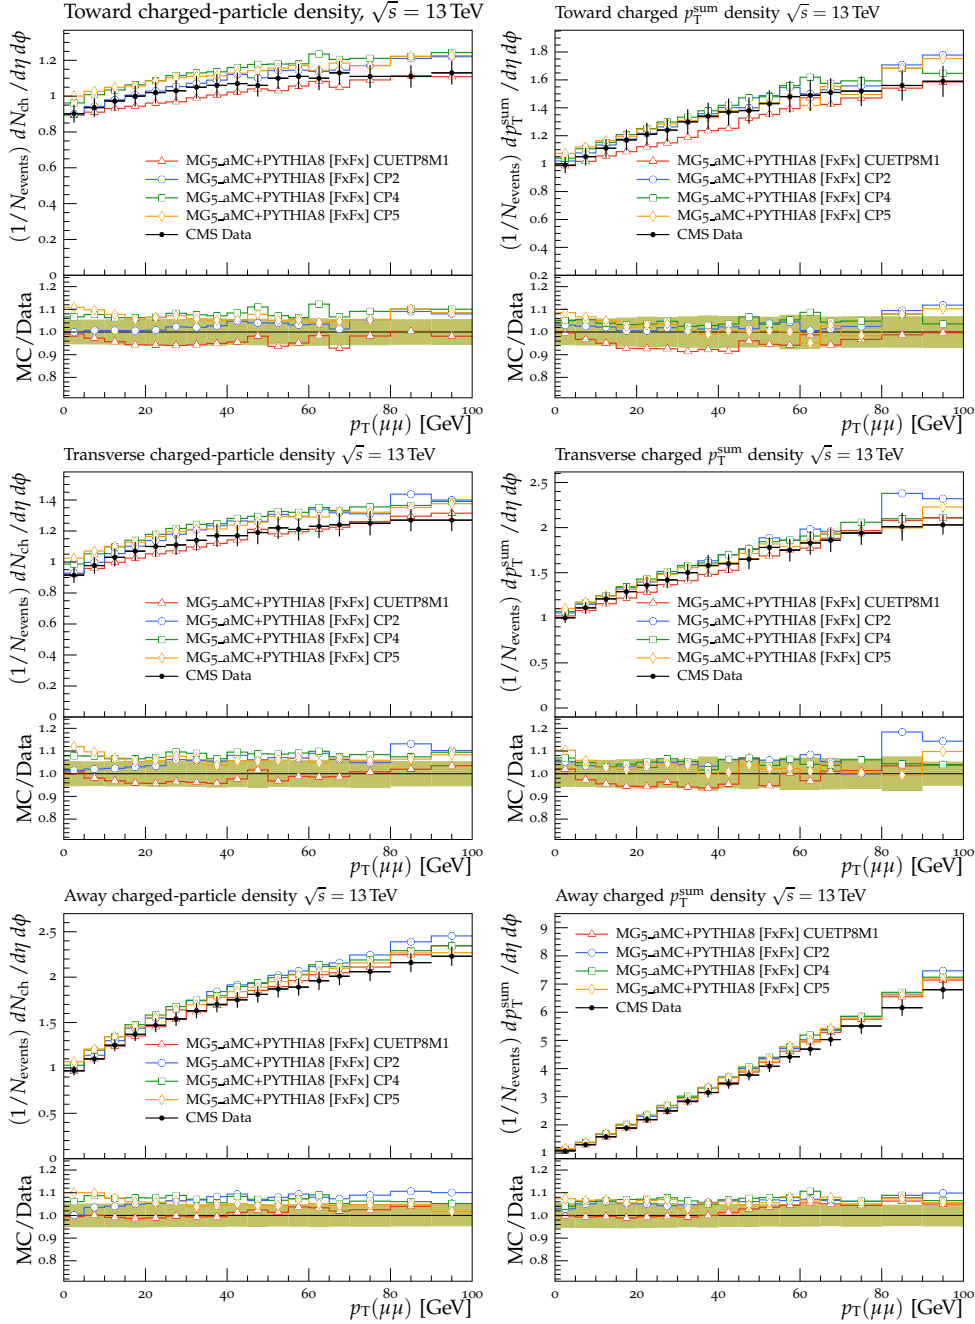 Toward charged-particle density, √s = 13 TeV
(1/N_events) dN_ch/dη dϕ
1.2
1
0.8
0.6
0.4
0.2
0
MG5_aMC+PYTHIA8 [FxFx] CUETP8M1
MG5_aMC+PYTHIA8 [FxFx] CP2
MG5_aMC+PYTHIA8 [FxFx] CP4
MG5_aMC+PYTHIA8 [FxFx] CP5
CMS Data
MC/Data
1.2
1.1
1.0
0.9
0.8
0 20 40 60 80 100
p_T(μμ) [GeV]
Toward charged p_T^sum density √s = 13 TeV
(1/N_events) dp_T^sum/dη dϕ
1.8
1.6
1.4
1.2
1
0.8
0.6
0.4
0.2
MG5_aMC+PYTHIA8 [FxFx] CUETP8M1
MG5_aMC+PYTHIA8 [FxFx] CP2
MG5_aMC+PYTHIA8 [FxFx] CP4
MG5_aMC+PYTHIA8 [FxFx] CP5
CMS Data
MC/Data
1.2
1.1
1.0
0.9
0.8
0 20 40 60 80 100
p_T(μμ) [GeV]
Transverse charged-particle density √s = 13 TeV
(1/N_events) dN_ch/dη dϕ
1.4
1.2
1
0.8
0.6
0.4
0.2
0
MG5_aMC+PYTHIA8 [FxFx] CUETP8M1
MG5_aMC+PYTHIA8 [FxFx] CP2
MG5_aMC+PYTHIA8 [FxFx] CP4
MG5_aMC+PYTHIA8 [FxFx] CP5
CMS Data
MC/Data
1.2
1.1
1.0
0.9
0.8
0 20 40 60 80 100
p_T(μμ) [GeV]
Transverse charged p_T^sum density √s = 13 TeV
(1/N_events) dp_T^sum/dη dϕ
2.5
2
1.5
1
0.5
0
MG5_aMC+PYTHIA8 [FxFx] CUETP8M1
MG5_aMC+PYTHIA8 [FxFx] CP2
MG5_aMC+PYTHIA8 [FxFx] CP4
MG5_aMC+PYTHIA8 [FxFx] CP5
CMS Data
MC/Data
1.2
1.1
1.0
0.9
0.8
0 20 40 60 80 100
p_T(μμ) [GeV]
Away charged-particle density √s = 13 TeV
(1/N_events) dN_ch/dη dϕ
2.5
2
1.5
1
0.5
MG5_aMC+PYTHIA8 [FxFx] CUETP8M1
MG5_aMC+PYTHIA8 [FxFx] CP2
MG5_aMC+PYTHIA8 [FxFx] CP4
MG5_aMC+PYTHIA8 [FxFx] CP5
CMS Data
MC/Data
1.2
1.1
1.0
0.9
0.8
0 20 40 60 80 100
p_T(μμ) [GeV]
Away charged p_T^sum density √s = 13 TeV
(1/N_events) dp_T^sum/dη dϕ
9
8
7
6
5
4
3
2
1
MG5_aMC+PYTHIA8 [FxFx] CUETP8M1
MG5_aMC+PYTHIA8 [FxFx] CP2
MG5_aMC+PYTHIA8 [FxFx] CP4
MG5_aMC+PYTHIA8 [FxFx] CP5
CMS Data
MC/Data
1.2
1.1
1.0
0.9
0.8
0 20 40 60 80 100
p_T(μμ) [GeV]